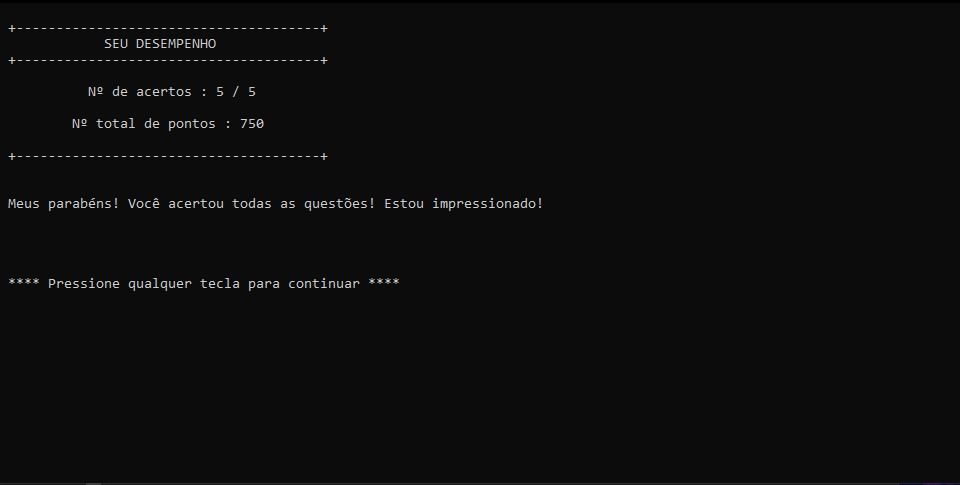 +--------------------------------------+
SEU DESEMPENHO
+--------------------------------------+
Nº de acertos : 5 / 5
Nº total de pontos : 750
+--------------------------------------+
Meus parabéns! Você acertou todas as questões! Estou impressionado!
**** Pressione qualquer tecla para continuar ****